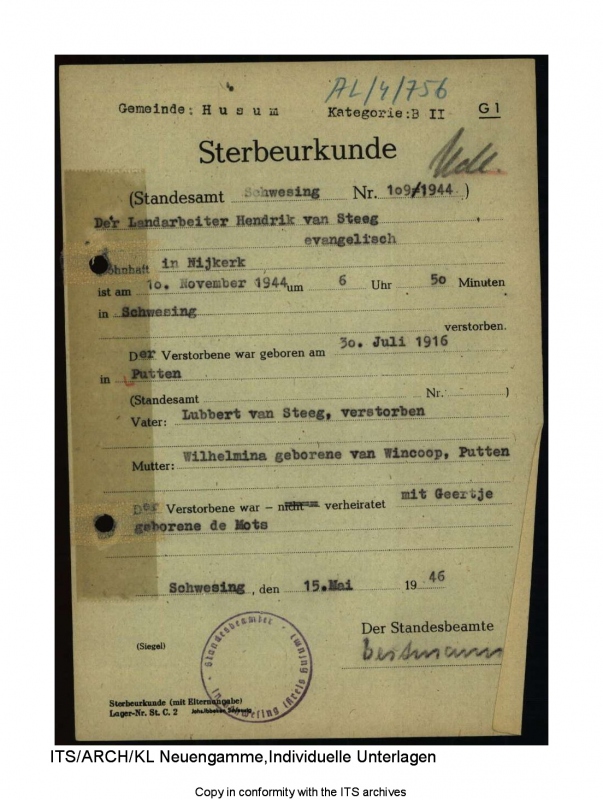 AL/4/756
Gemeinde: Husum Kategorie: B II G 1
Sterbeurkunde
(Standesamt Schwesing Nr. 109/1944)
Der Landarbeiter Hendrik van Steeg
evangelisch
wohnhaft in Nijkerk
ist am 10. November 1944 um 6 Uhr 50 Minuten
in Schwesing
verstorben.
Der Verstorbene war geboren am 30. Juli 1916
in Putten
(Standesamt Nr. )
Vater: Lubbert van Steeg, verstorben
Mutter: Wilhelmina geborene van Wincoop, Putten
Der Verstorbene war – nicht – verheiratet mit Geertje
geborene de Mots
Schwesing, den 15. Mai 1946
(Siegel)
Der Standesbeamte
Standesbeamter
Schwesing Kreis Husum
Sterbeurkunde (mit Elternangabe)
Lager-Nr. St. C. 2
ITS/ARCH/KL Neuengamme,Individuelle Unterlagen
Copy in conformity with the ITS archives